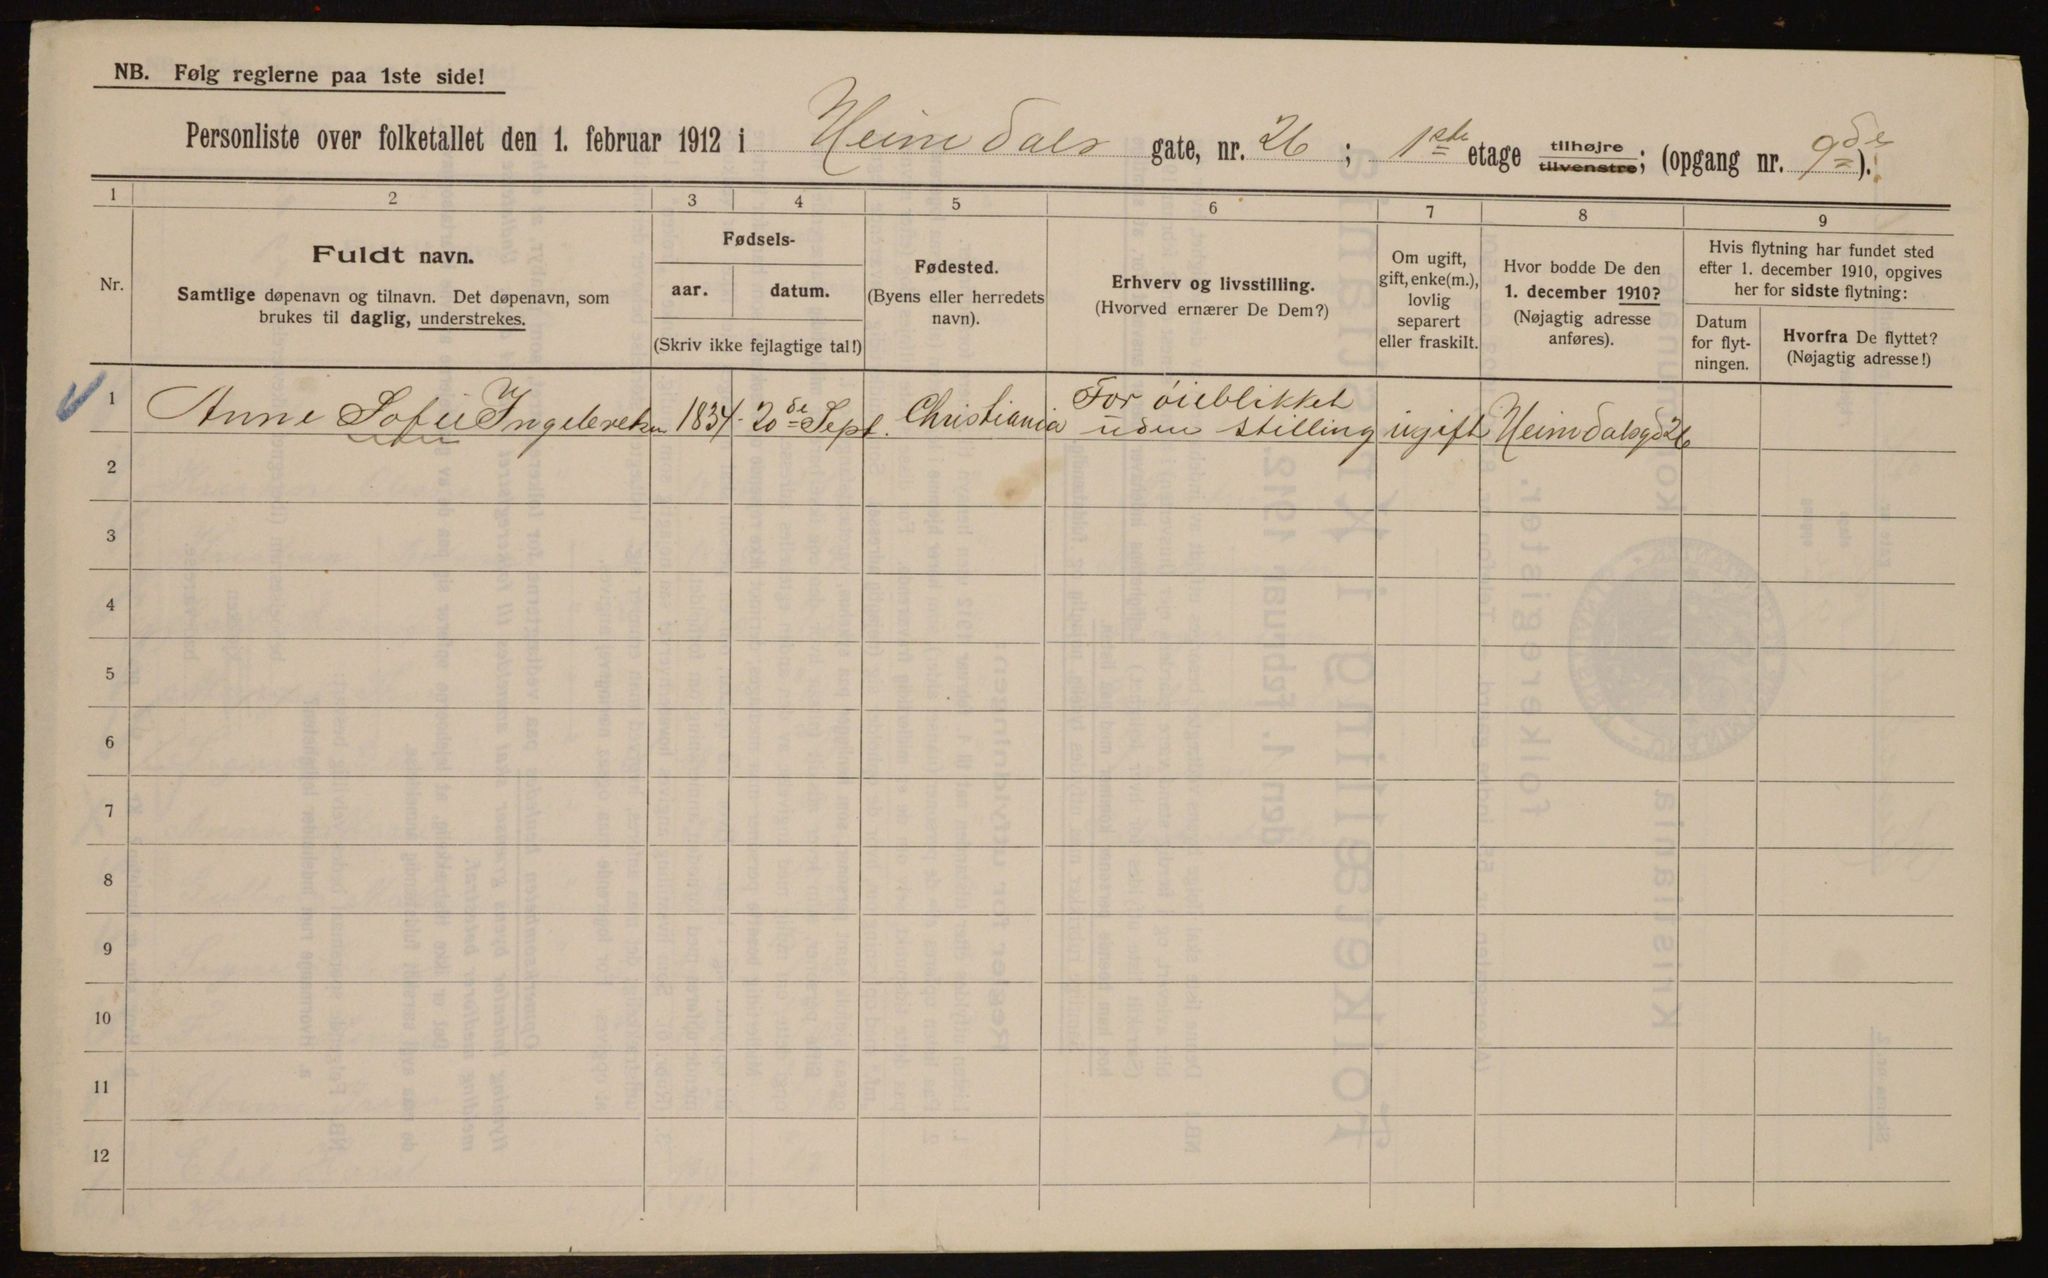 NB. Følg reglerne paa 1ste side!
Personliste over folketallet den 1. februar 1912 i Heimdals gate, nr. 26 ; 1ste etage tilhøjre tilvenstre; (opgang nr. 9de).
1 2 3 4 5 6 7 8 9
Nr.
Fuldt navn.
Samtlige døpenavn og tilnavn. Det døpenavn, som
brukes til daglig, understrekes.
Fødsels-
aar. datum.
(Skriv ikke fejlagtige tal!)
Fødested.
(Byens eller herredets
navn).
Erhverv og livsstilling.
(Hvorved ernærer De Dem?)
Om ugift,
gift, enke(m.),
lovlig
separert
eller fraskilt.
Hvor bodde De den
1. december 1910?
(Nøjagtig adresse
anføres).
Hvis flytning har fundet sted
efter 1. december 1910, opgives
her for sidste flytning:
Datum
for flyt-
ningen.
Hvorfra De flyttet?
(Nøjagtig adresse!)
1 Anne Sofie Ingebretsen 1834. 20de Sept. Christiania For øieblikket
uden stilling ugift Heimdalsgd 26
2
3
4
5
6
7
8
9
10
11
12